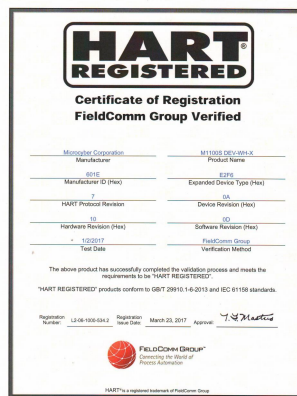 HART®
REGISTERED
Certificate of Registration
FieldComm Group Verified
Microcyber Corporation
Manufacturer
M1100S DEV-WH-X
Product Name
601E
Manufacturer ID (Hex)
E2F6
Expanded Device Type (Hex)
7
HART Protocol Revision
0A
Device Revision (Hex)
10
Hardware Revision (Hex)
0D
Software Revision (Hex)
1/2/2017
Test Date
FieldComm Group
Verification Method
The above product has successfully completed the validation process and meets the
requirements to be "HART REGISTERED".
"HART REGISTERED" products conform to GB/T 29910.1-6-2013 and IEC 61158 standards.
Registration
Number:
L2-06-1000-534.2
Registration
Issue Date:
March 23, 2017
Approval:
FIELDCOMM GROUP™
Connecting the World of
Process Automation
HART® is a registered trademark of FieldComm Group